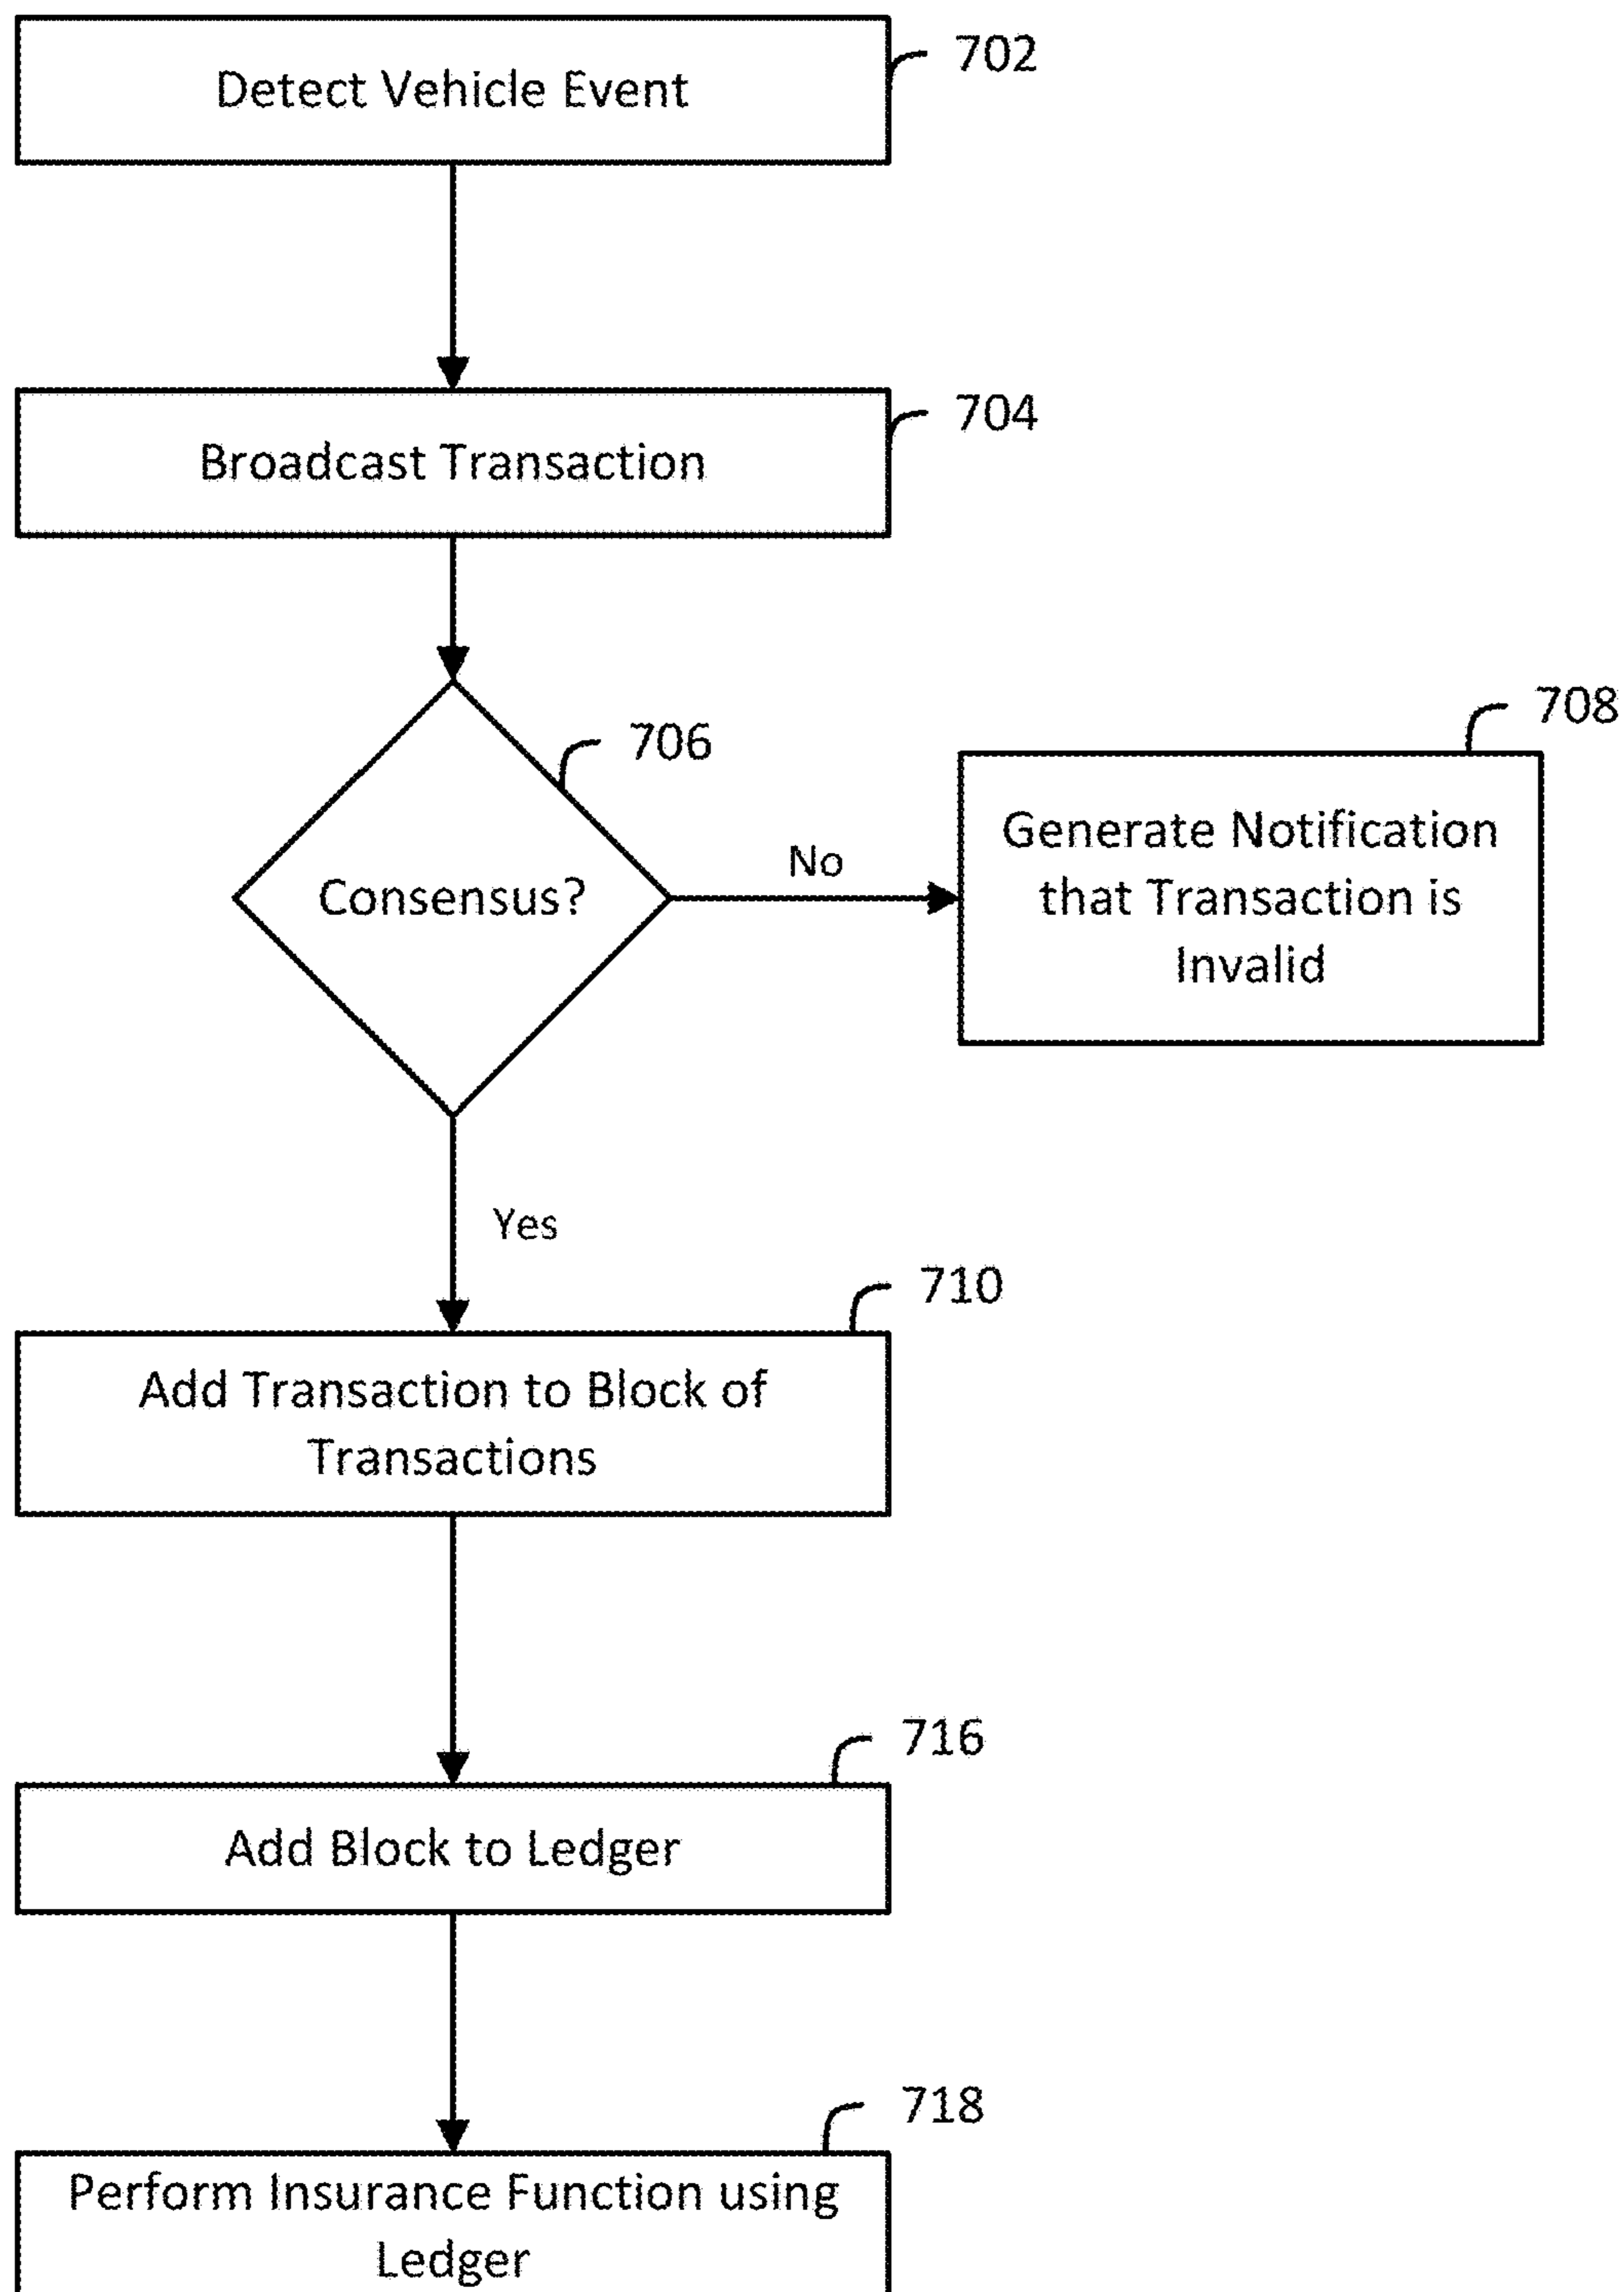 Detect Vehicle Event
702
Broadcast Transaction
704
706
Consensus?
No
708
Generate Notification
that Transaction is
Invalid
Yes
710
Add Transaction to Block of
Transactions
716
Add Block to Ledger
718
Perform Insurance Function using
Ledger